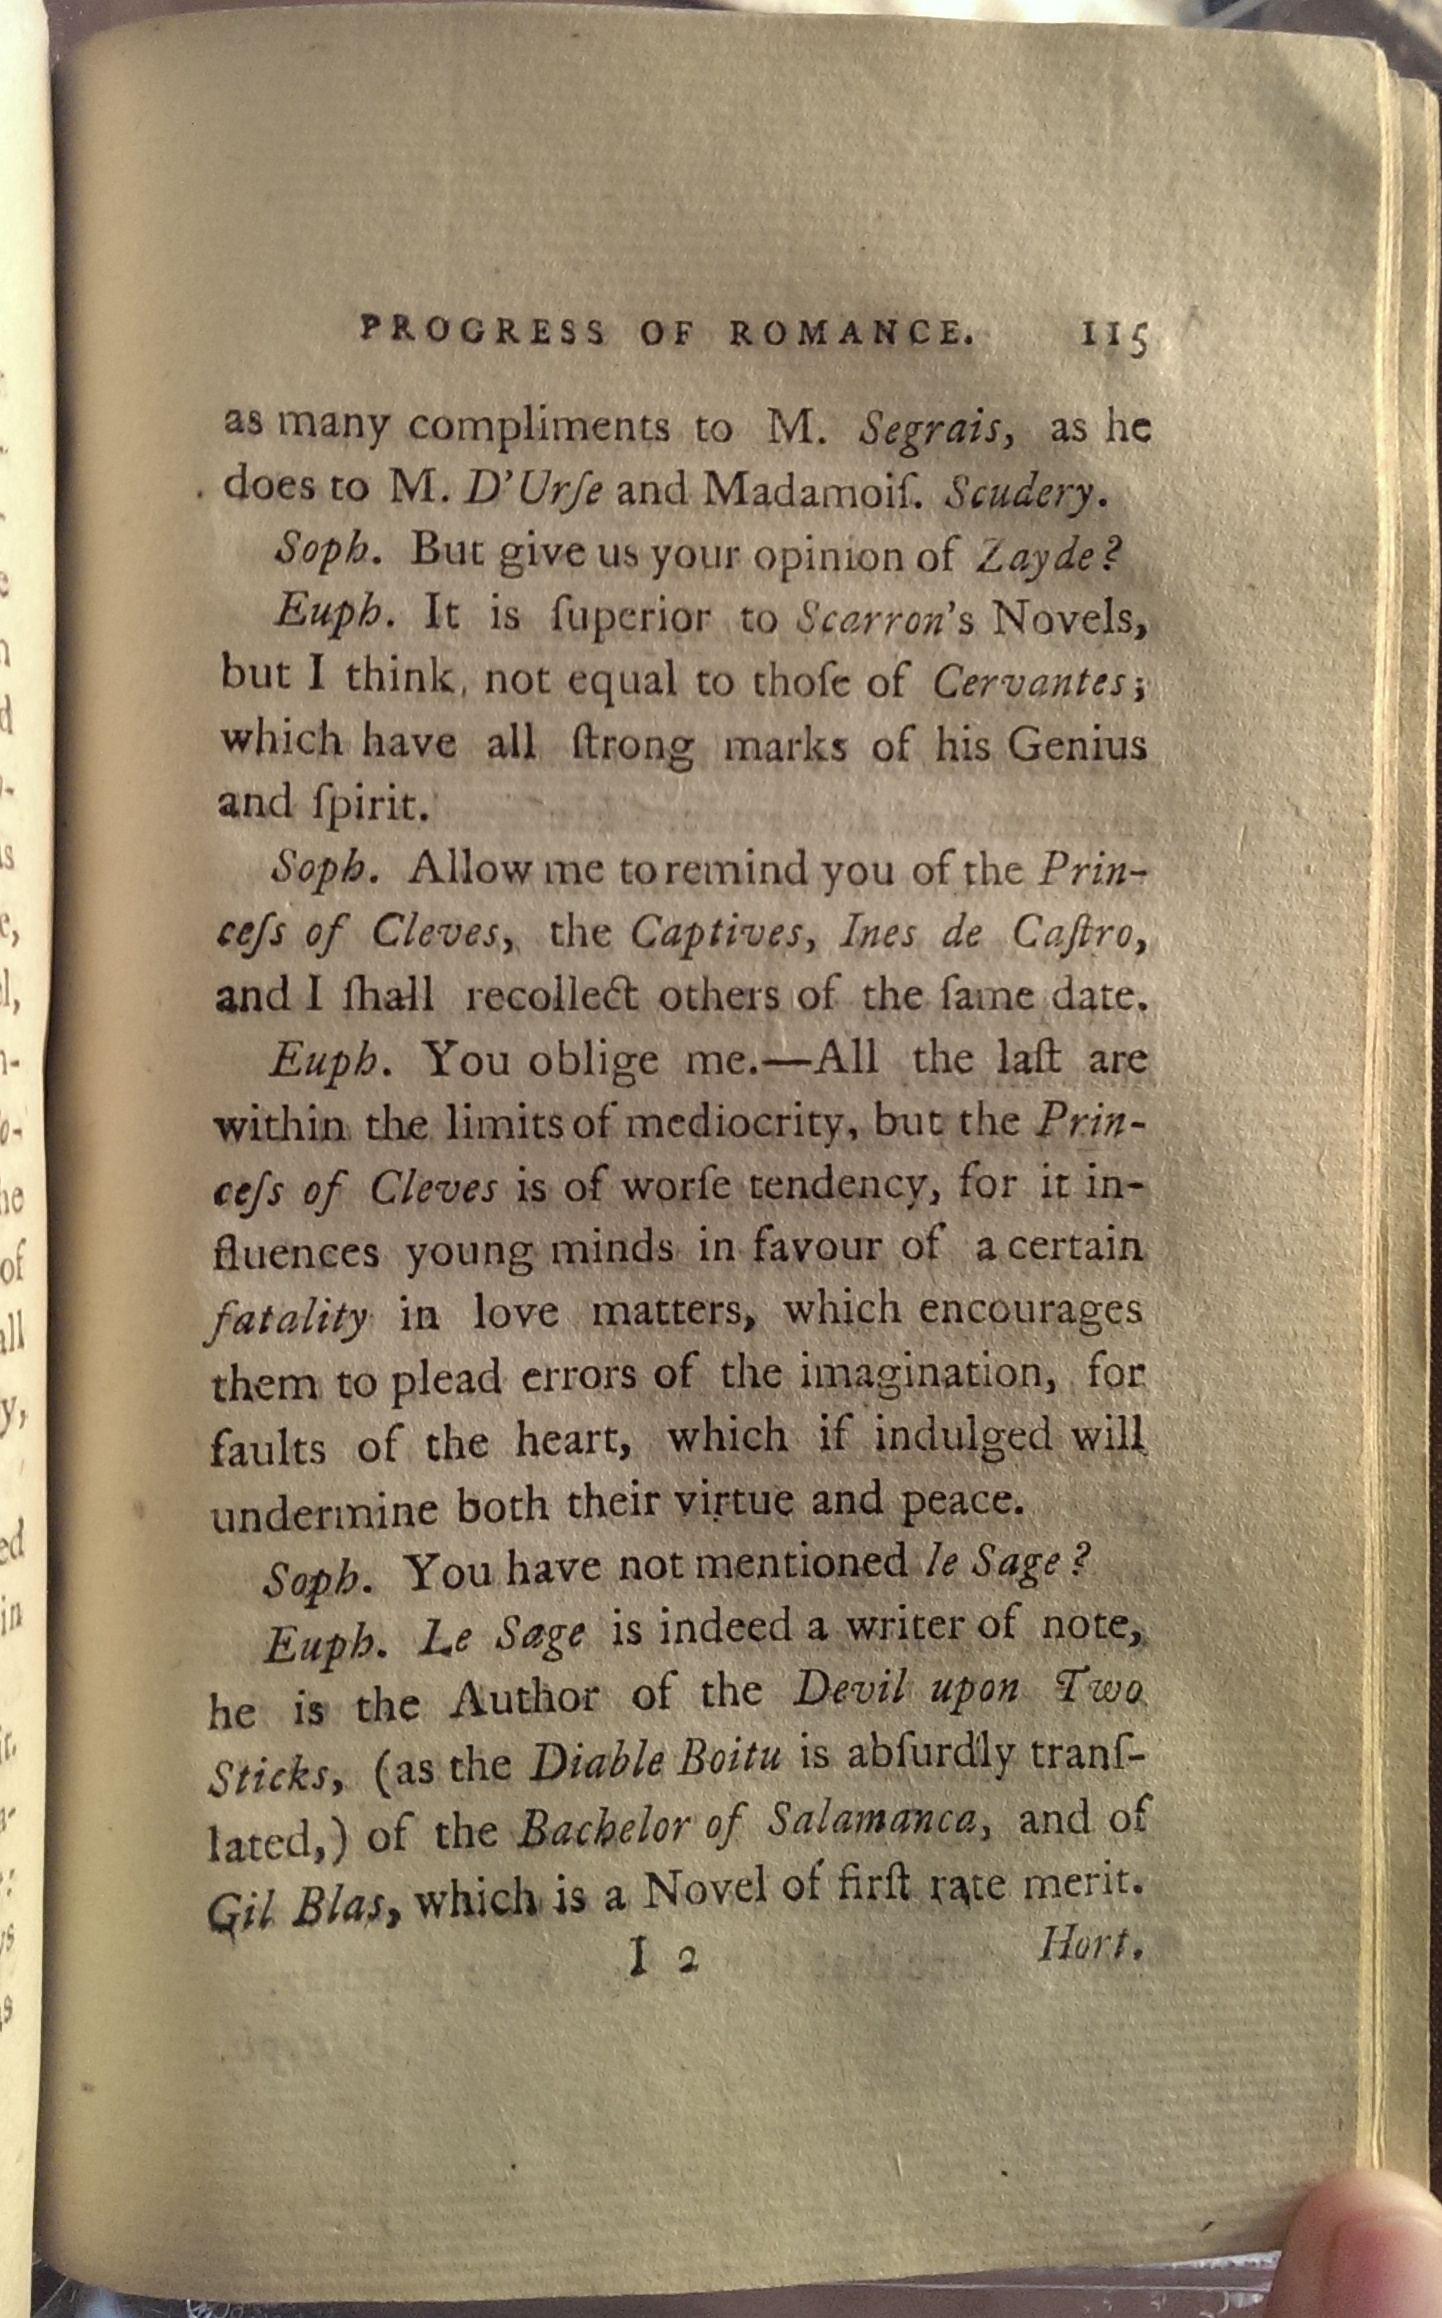 PROGRESS OF ROMANCE. 115
as many compliments to M. Segrais, as he
does to M. D'Urſe and Madamoiſ. Scudery.
Soph. But give us your opinion of Zayde?
Euph. It is ſuperior to Scarron's Novels,
but I think, not equal to thoſe of Cervantes;
which have all ſtrong marks of his Genius
and ſpirit.
Soph. Allow me to remind you of the Prin-
ceſs of Cleves, the Captives, Ines de Caſtro,
and I ſhall recollect others of the ſame date.
Euph. You oblige me.—All the laſt are
within the limits of mediocrity, but the Prin-
ceſs of Cleves is of worſe tendency, for it in-
fluences young minds in favour of a certain
fatality in love matters, which encourages
them to plead errors of the imagination, for
faults of the heart, which if indulged will
undermine both their virtue and peace.
Soph. You have not mentioned le Sage?
Euph. Le Sage is indeed a writer of note,
he is the Author of the Devil upon Two
Sticks, (as the Diable Boitu is abſurdly tranſ-
lated,) of the Bachelor of Salamanca, and of
Gil Blas, which is a Novel of firſt rate merit.
I 2 Hort.